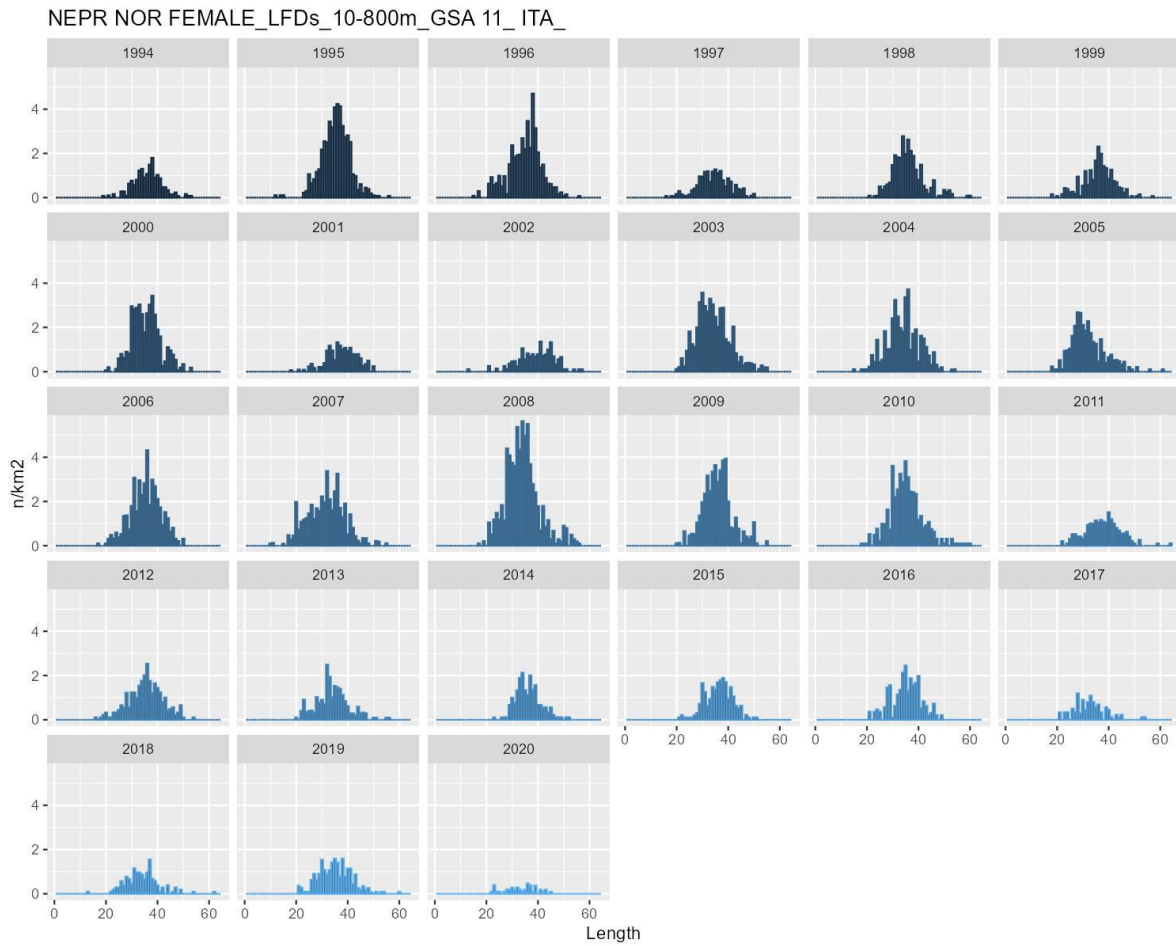 NEPR NOR FEMALE_LFDs_10-800m_GSA 11_ ITA_
1994 1995 1996 1997 1998 1999
4
2
0
2000 2001 2002 2003 2004 2005
4
2
0
2006 2007 2008 2009 2010 2011
n/km2
4
2
0
2012 2013 2014 2015 2016 2017
4
2
0
0 20 40 60 0 20 40 60 0 20 40 60
2018 2019 2020
4
2
0
0 20 40 60 0 20 40 60 0 20 40 60
Length